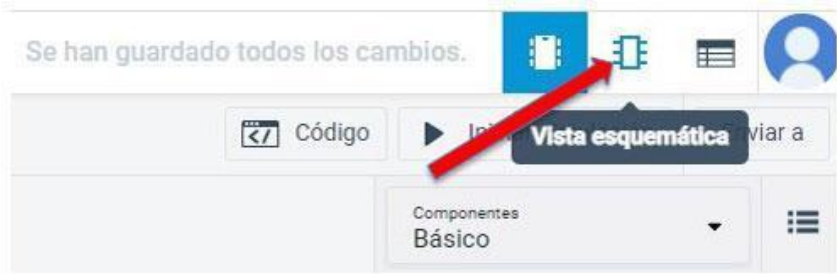 Se han guardado todos los cambios.
Código
Vista esquemática
viar a
Componentes
Básico